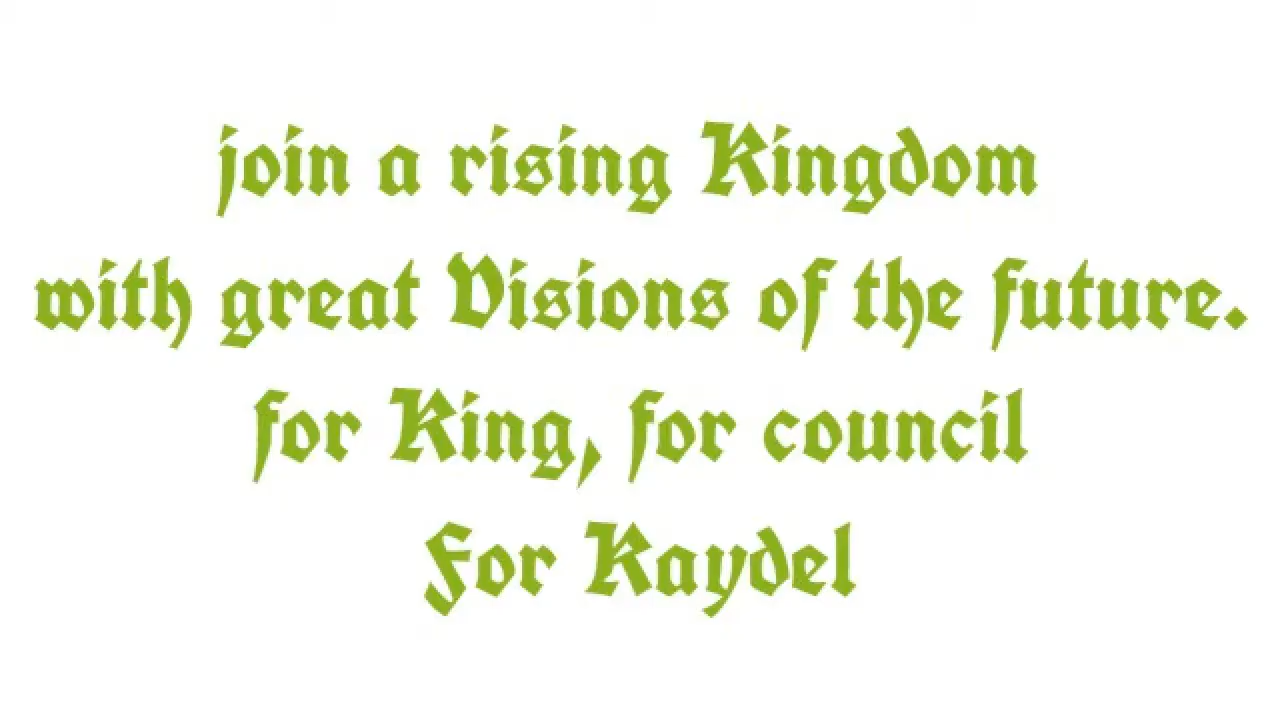 join a rising Kingdom
with great Visions of the future.
for King, for council
For Kaydel